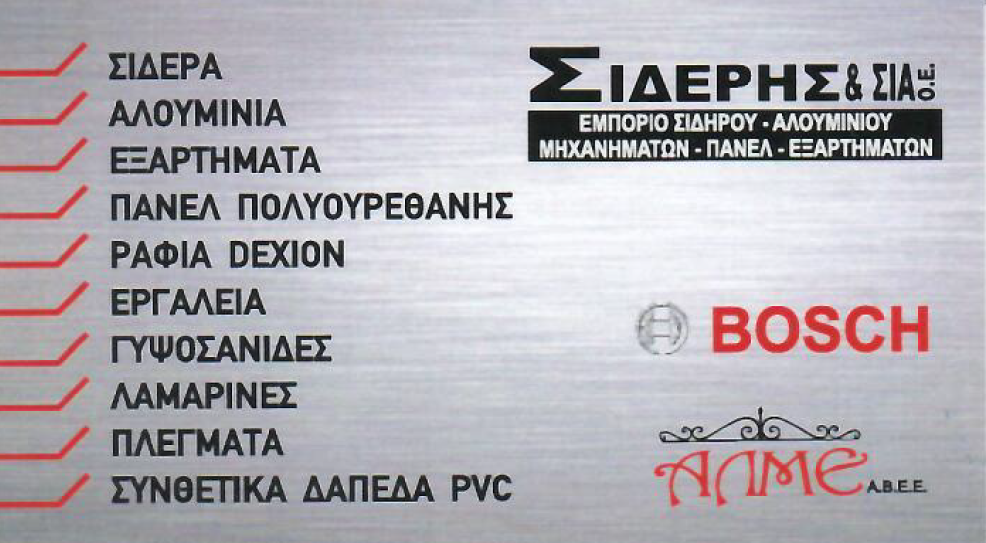 ΣΙΔΕΡΑ
ΑΛΟΥΜΙΝΙΑ
ΕΞΑΡΤΗΜΑΤΑ
ΠΑΝΕΛ ΠΟΛΥΟΥΡΕΘΑΝΗΣ
ΡΑΦΙΑ DEXION
ΕΡΓΑΛΕΙΑ
ΓΥΨΟΣΑΝΙΔΕΣ
ΛΑΜΑΡΙΝΕΣ
ΠΛΕΓΜΑΤΑ
ΣΥΝΘΕΤΙΚΑ ΔΑΠΕΔΑ PVC
ΣΙΔΕΡΗΣ & ΣΙΑ Ο.Ε.
ΕΜΠΟΡΙΟ ΣΙΔΗΡΟΥ - ΑΛΟΥΜΙΝΙΟΥ
ΜΗΧΑΝΗΜΑΤΩΝ - ΠΑΝΕΛ - ΕΞΑΡΤΗΜΑΤΩΝ
BOSCH
ΑΛΜΕ Α.Β.Ε.Ε.